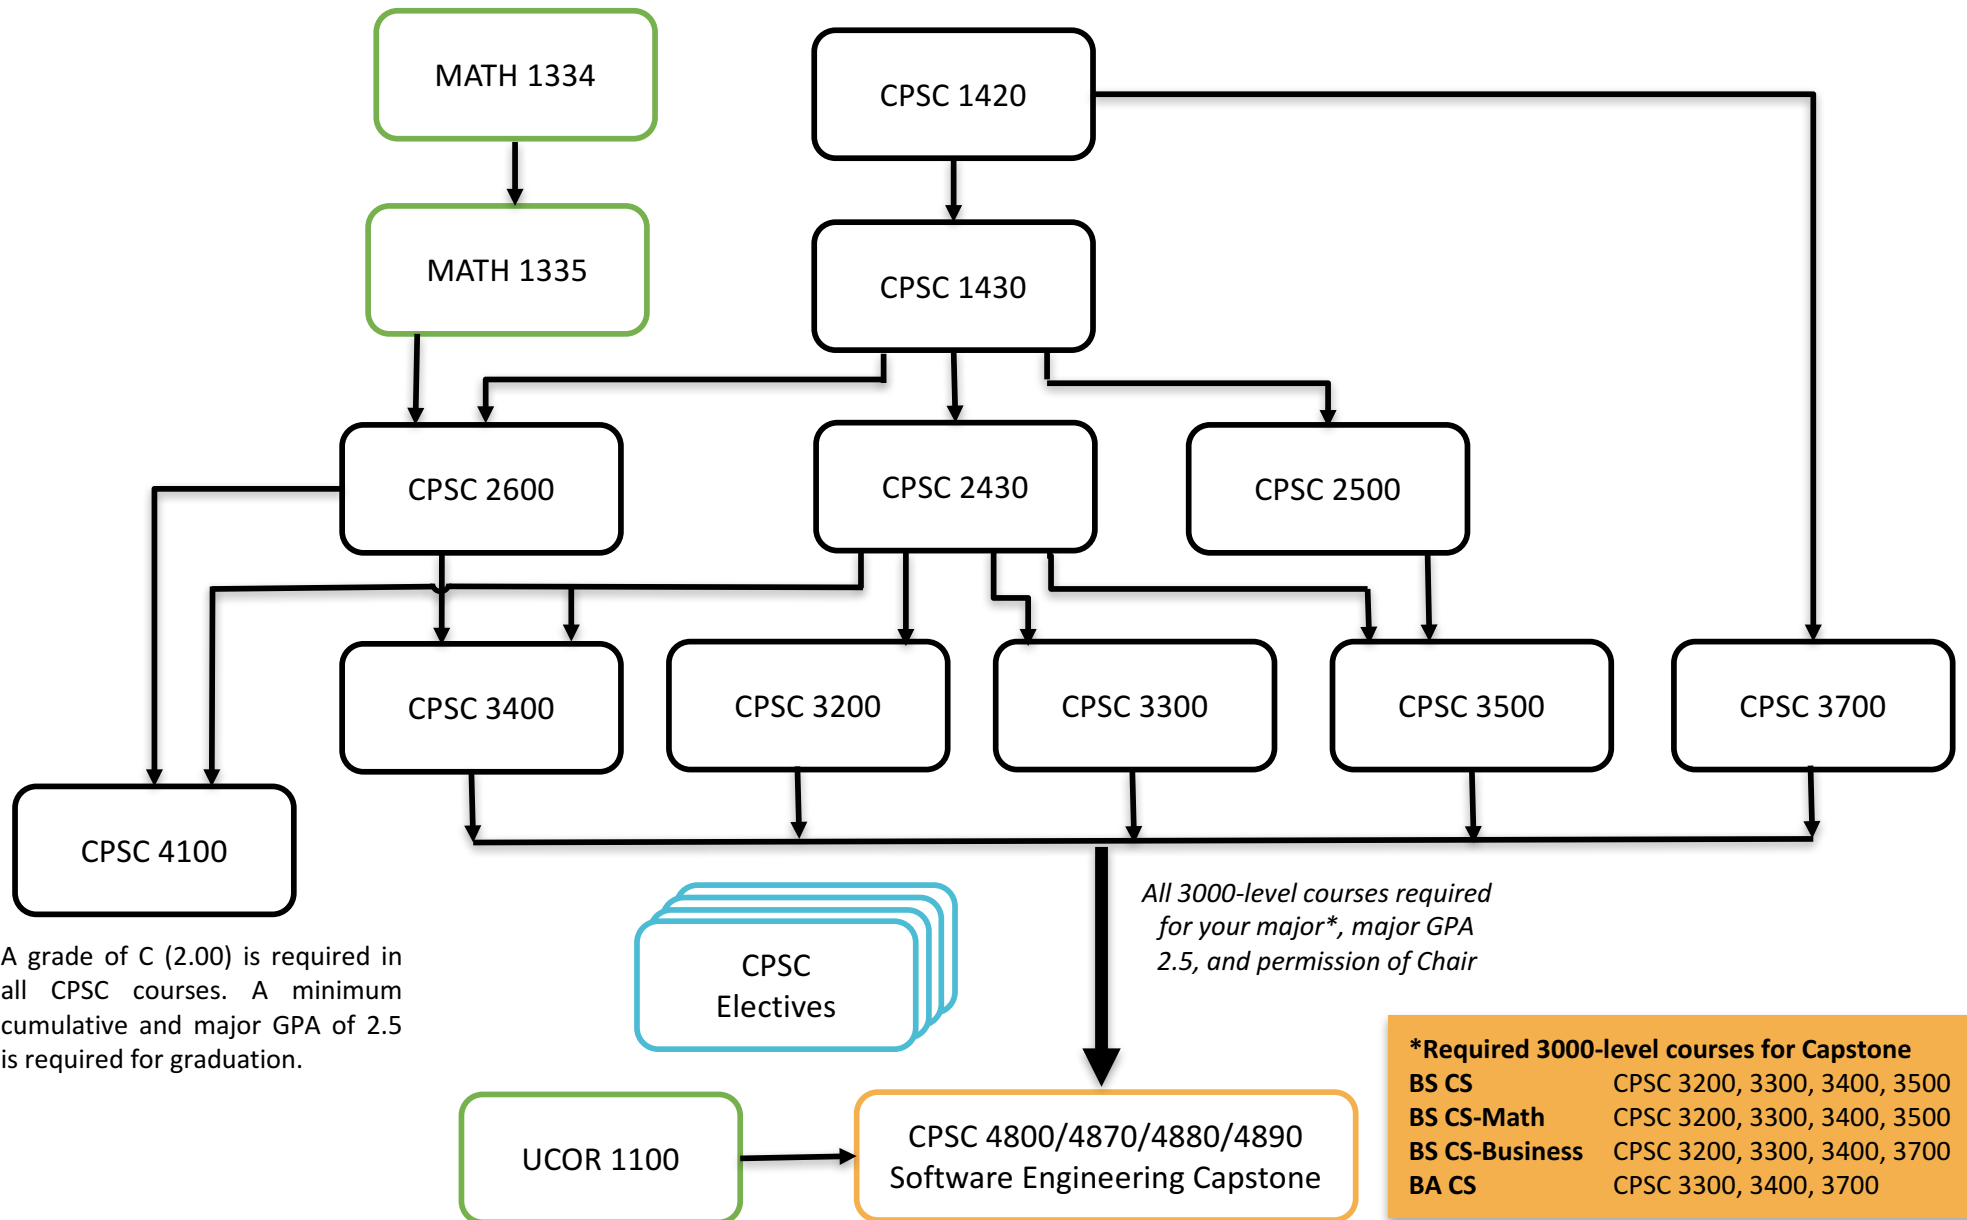 MATH 1334
CPSC 1420
MATH 1335
CPSC 1430
CPSC 2600
CPSC 2430
CPSC 2500
CPSC 3400
CPSC 3200
CPSC 3300
CPSC 3500
CPSC 3700
CPSC 4100
A grade of C (2.00) is required in
all CPSC courses. A minimum
cumulative and major GPA of 2.5
is required for graduation.
CPSC
Electives
All 3000-level courses required
for your major*, major GPA
2.5, and permission of Chair
UCOR 1100
CPSC 4800/4870/4880/4890
Software Engineering Capstone
*Required 3000-level courses for Capstone
BS CS CPSC 3200, 3300, 3400, 3500
BS CS-Math CPSC 3200, 3300, 3400, 3500
BS CS-Business CPSC 3200, 3300, 3400, 3700
BA CS CPSC 3300, 3400, 3700